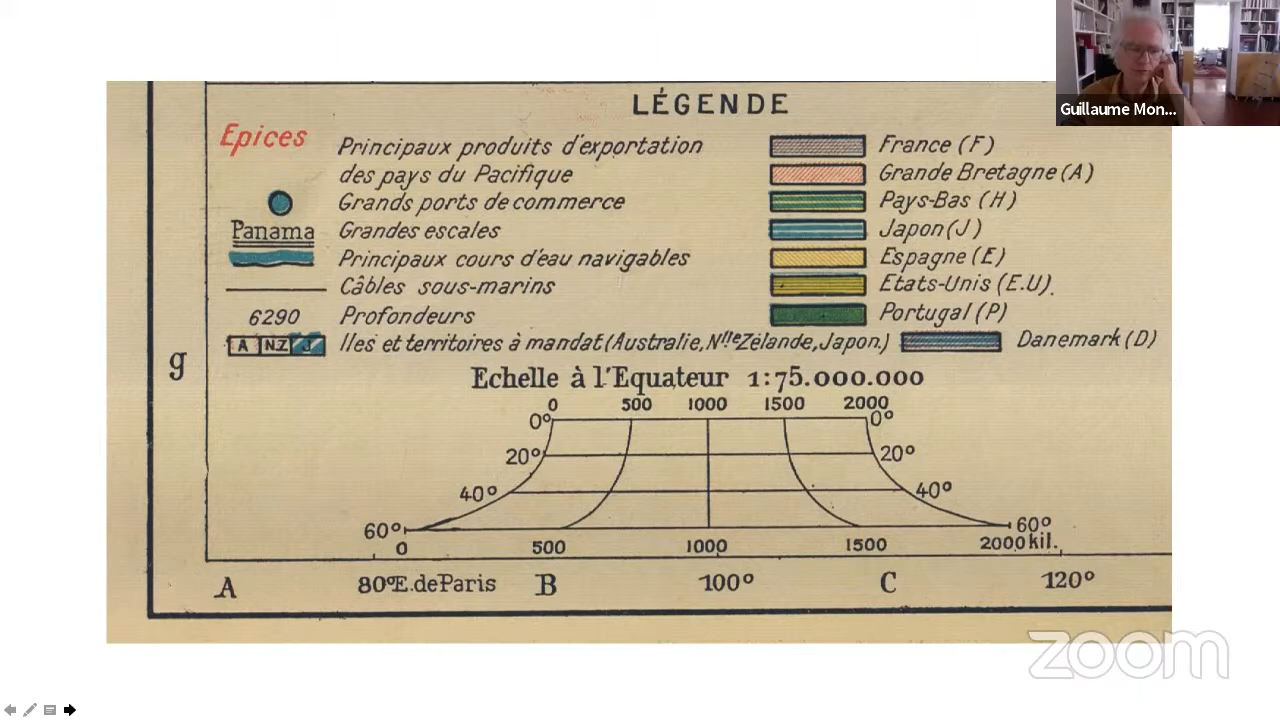 Guillaume Mon...
LÉGENDE
Epices
Principaux produits d'exportation
des pays du Pacifique
Grands ports de commerce
Panama
Grandes escales
Principaux cours d'eau navigables
Câbles sous-marins
6290
Profondeurs
A
N.Z
J
Iles et territoires à mandat (Australie, Nlle Zélande, Japon.)
France (F)
Grande Bretagne (A)
Pays-Bas (H)
Japon (J)
Espagne (E)
Etats-Unis (E.U).
Portugal (P)
Danemark (D)
g
Echelle à l'Equateur 1:75.000.000
0 500 1000 1500 2000
0° 0°
20° 20°
40° 40°
60° 60°
0 500 1000 1500 2000 kil.
A 80°E. de Paris B 100° C 120°
zoom